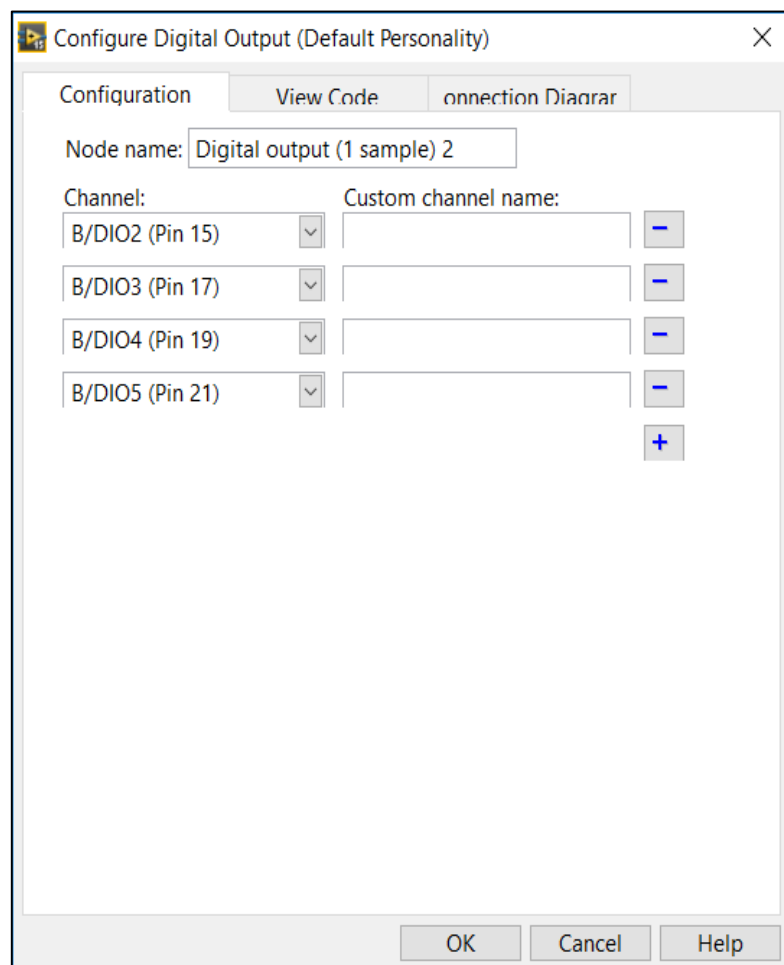 Configure Digital Output (Default Personality)
Configuration View Code onnection Diagrar
Node name: Digital output (1 sample) 2
Channel: Custom channel name:
B/DIO2 (Pin 15) −
B/DIO3 (Pin 17) −
B/DIO4 (Pin 19) −
B/DIO5 (Pin 21) −
+
OK Cancel Help